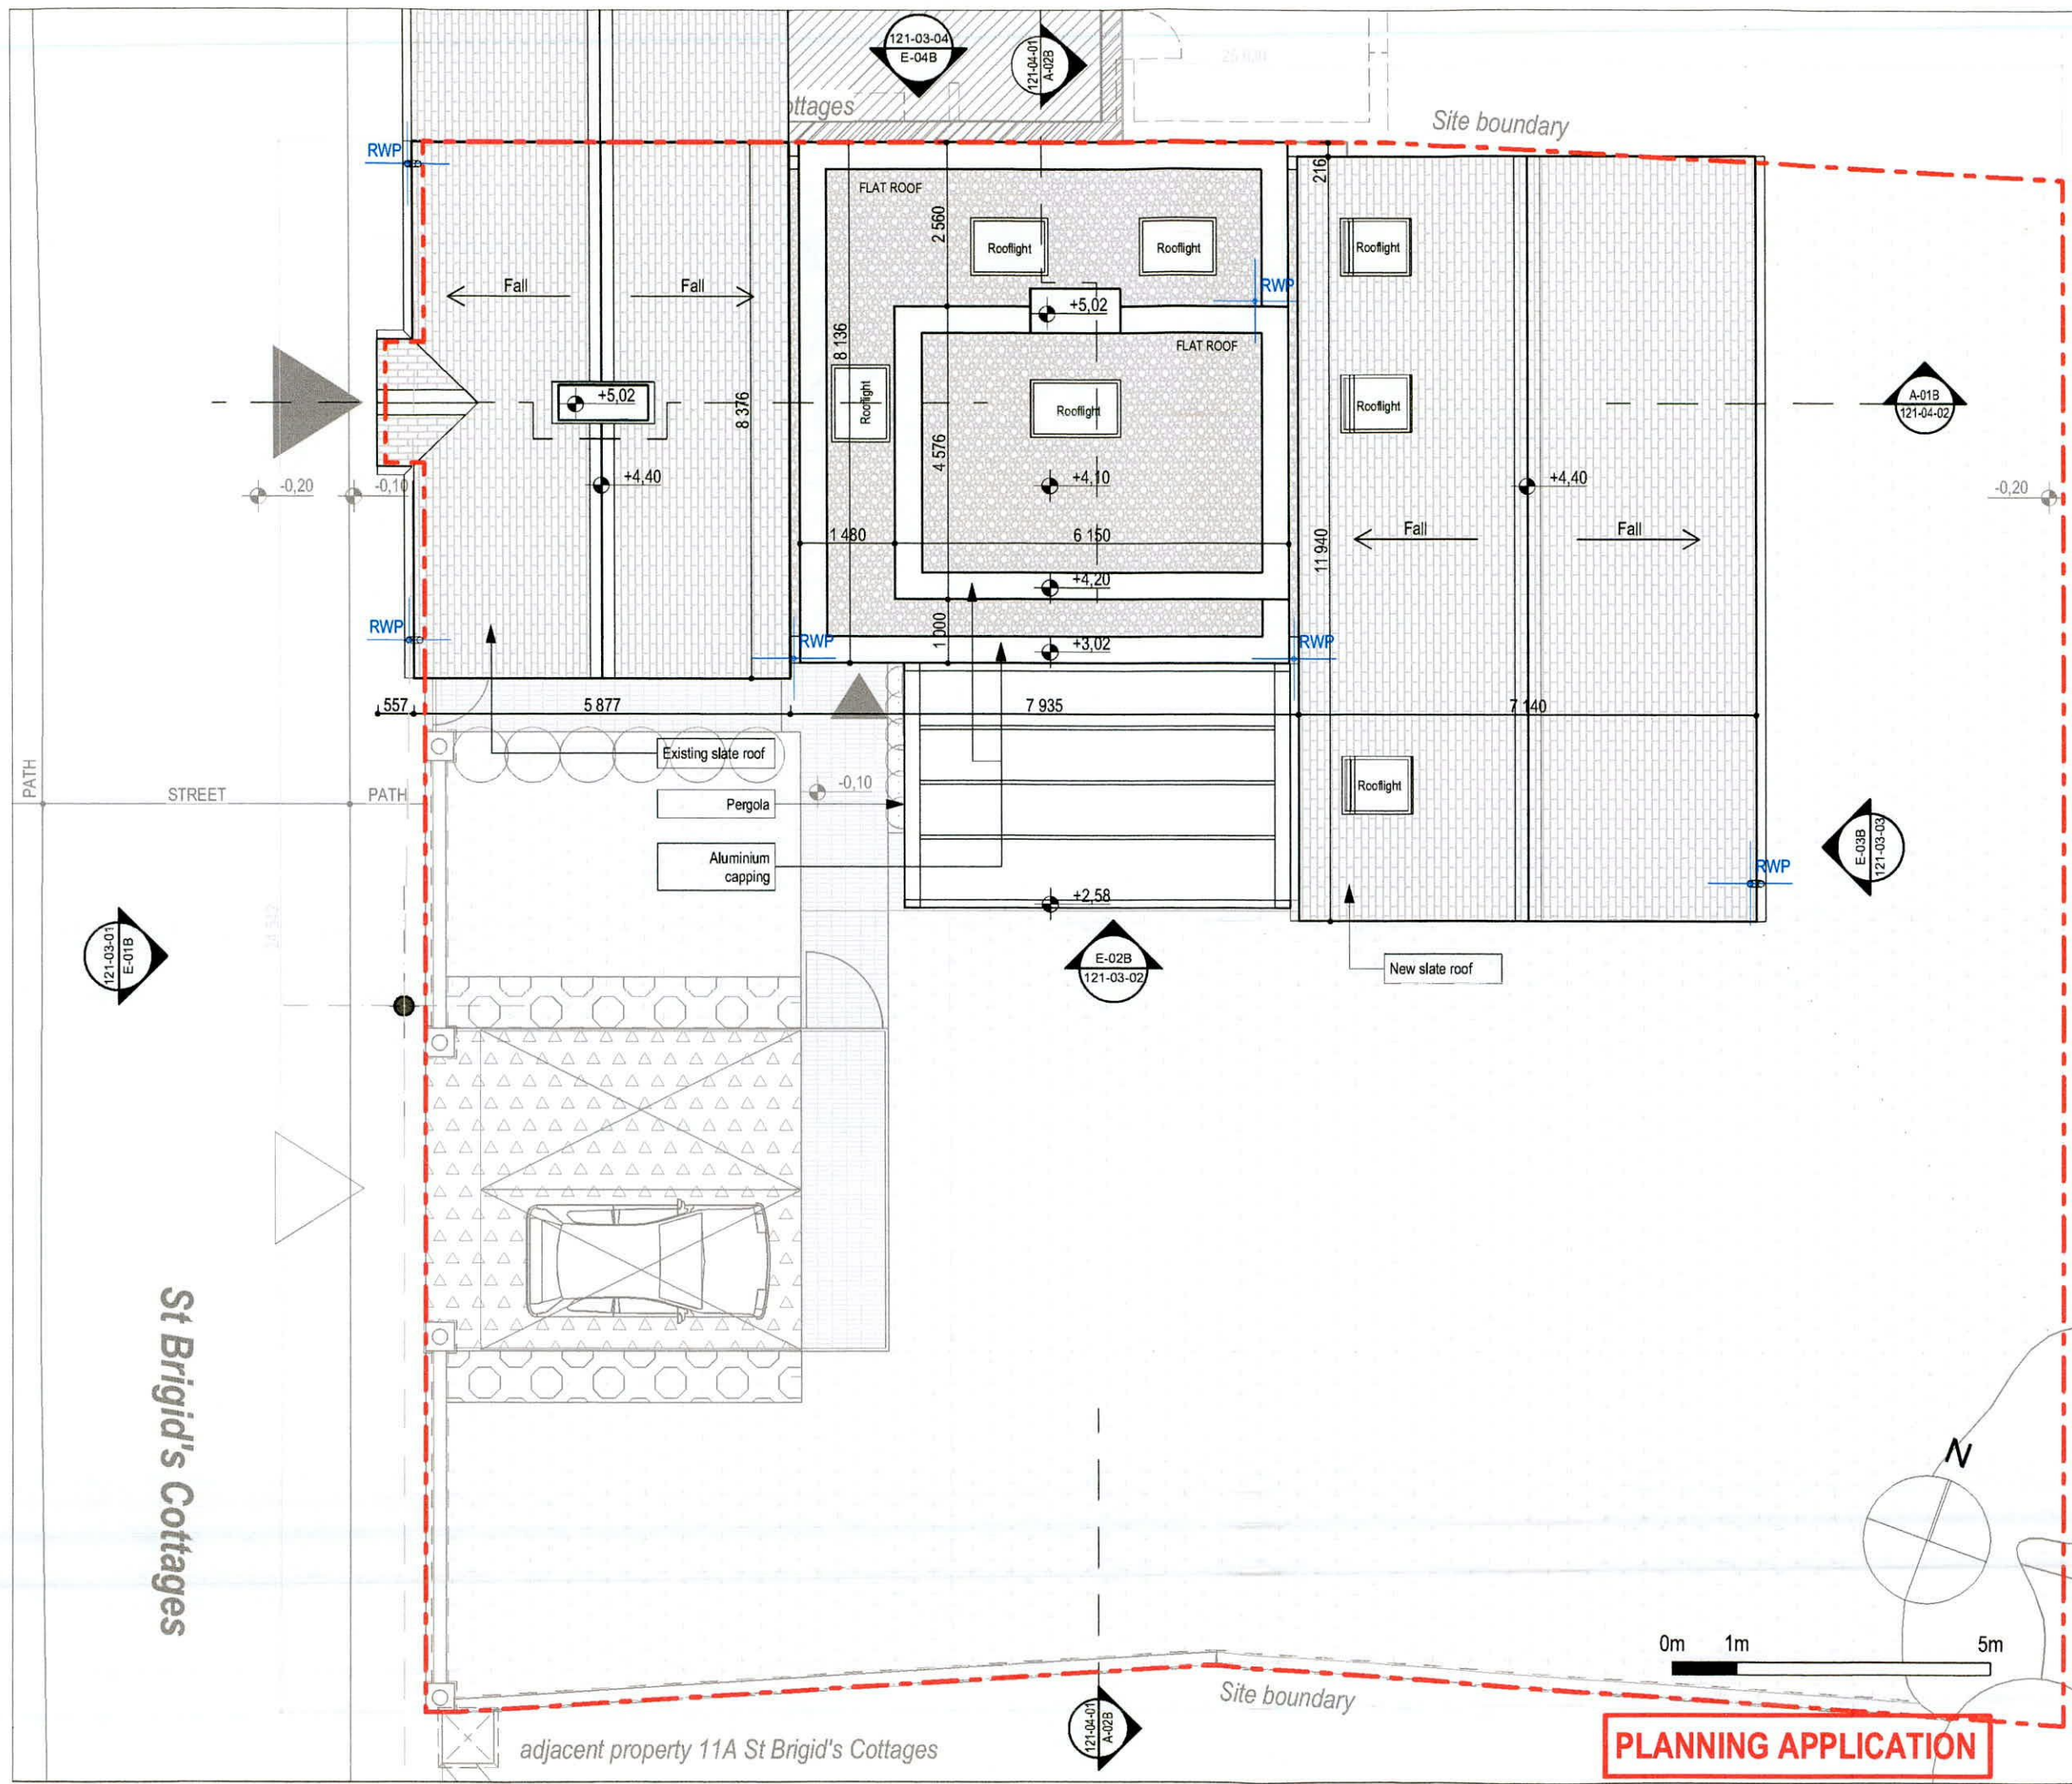 121-03-04
E-04B
121-04-01
A-02B
25.030
ottages
Site boundary
RWP
FLAT ROOF
216
2 560
Rooflight
Rooflight
Rooflight
Fall
Fall
RWP
+5,02
8 136
FLAT ROOF
+5,02
8 376
Rooflight
Rooflight
Rooflight
A-01B
121-04-02
4 576
-0,20
-0,10
+4,40
+4,10
+4,40
-0,20
1 480
6 150
11 940
Fall
Fall
+4,20
RWP
1 000
RWP
+3,02
RWP
557
5 877
7 935
7 140
Existing slate roof
PATH
STREET
PATH
Pergola
-0,10
Rooflight
Aluminium
capping
E-03B
121-03-03
RWP
+2,58
121-03-01
E-01B
E-02B
121-03-02
New slate roof
St Brigid's Cottages
N
0m 1m 5m
Site boundary
121-04-01
A-02B
adjacent property 11A St Brigid's Cottages
PLANNING APPLICATION